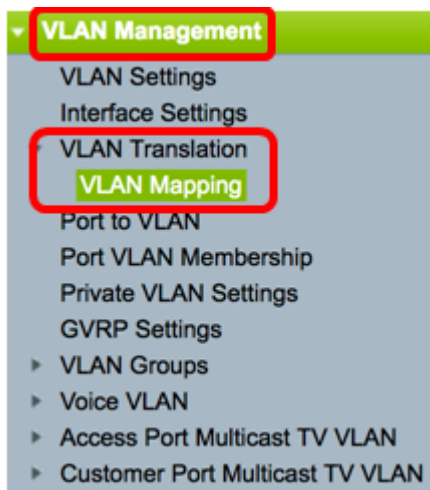 VLAN Management
VLAN Settings
Interface Settings
VLAN Translation
VLAN Mapping
Port to VLAN
Port VLAN Membership
Private VLAN Settings
GVRP Settings
VLAN Groups
Voice VLAN
Access Port Multicast TV VLAN
Customer Port Multicast TV VLAN